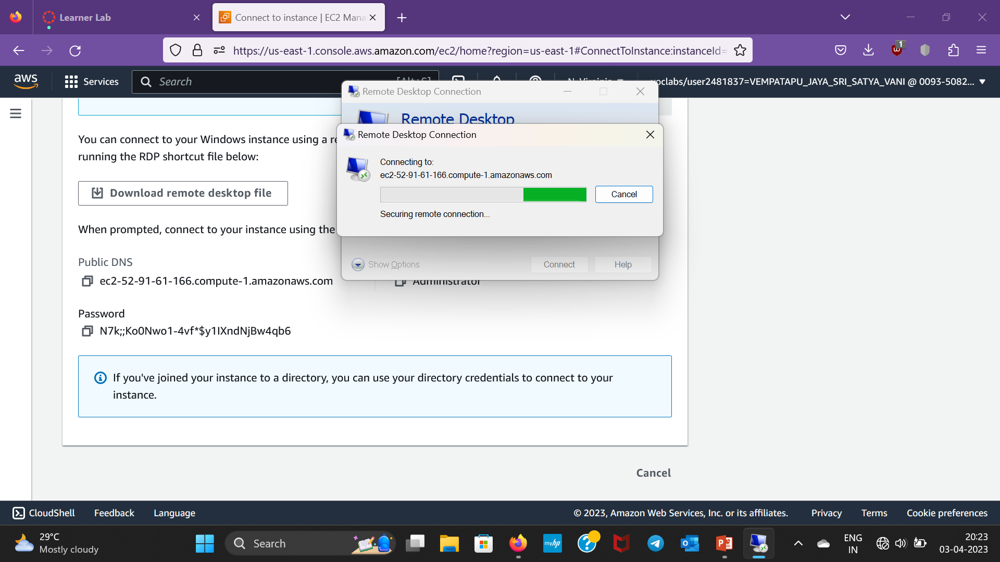 Learner Lab
Connect to instance | EC2 Mana
https://us-east-1.console.aws.amazon.com/ec2/home?region=us-east-1#ConnectToInstance:instanceId=
1
aws
Services
Search
[Alt+S]
N. Virginia
voclabs/user2481837=VEMPATAPU_JAYA_SRI_SATYA_VANI @ 0093-5082...
Remote Desktop Connection
Remote Desktop
You can connect to your Windows instance using a re
running the RDP shortcut file below:
Remote Desktop Connection
Connecting to:
ec2-52-91-61-166.compute-1.amazonaws.com
Cancel
Securing remote connection...
Download remote desktop file
When prompted, connect to your instance using the
Show Options
Connect
Help
Public DNS
ec2-52-91-61-166.compute-1.amazonaws.com
Administrator
Password
N7k;;Ko0Nwo1-4vf*$y1IXndNjBw4qb6
If you've joined your instance to a directory, you can use your directory credentials to connect to your
instance.
Cancel
CloudShell
Feedback
Language
© 2023, Amazon Web Services, Inc. or its affiliates.
Privacy
Terms
Cookie preferences
29°C
Mostly cloudy
Search
myhp
ENG
IN
20:23
03-04-2023